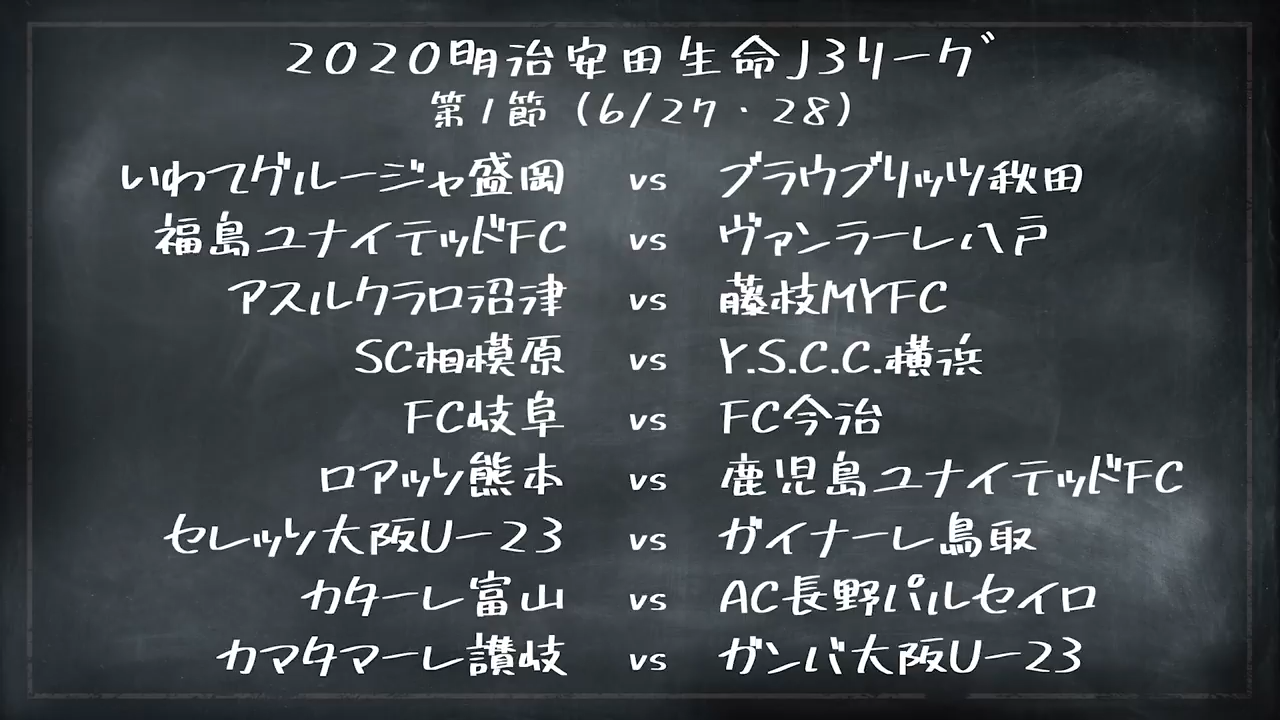 2020明治安田生命J3リーグ
第1節（6/27・28）
いわてグルージャ盛岡 vs ブラウブリッツ秋田
福島ユナイテッドFC vs ヴァンラーレ八戸
アスルクラロ沼津 vs 藤枝MYFC
SC相模原 vs Y.S.C.C.横浜
FC岐阜 vs FC今治
ロアッソ熊本 vs 鹿児島ユナイテッドFC
セレッソ大阪U-23 vs ガイナーレ鳥取
カターレ富山 vs AC長野パルセイロ
カマタマーレ讃岐 vs ガンバ大阪U-23